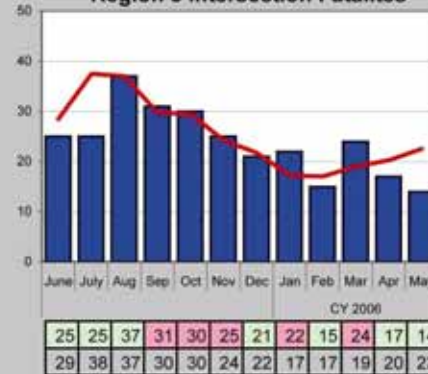 Intersection Fatalites
50
40
30
20
10
0
June July Aug Sep Oct Nov Dec Jan Feb Mar Apr
CY 2006
25 25 37 31 30 25 21 22 15 24 17 14
29 38 37 30 30 24 22 17 17 19 20